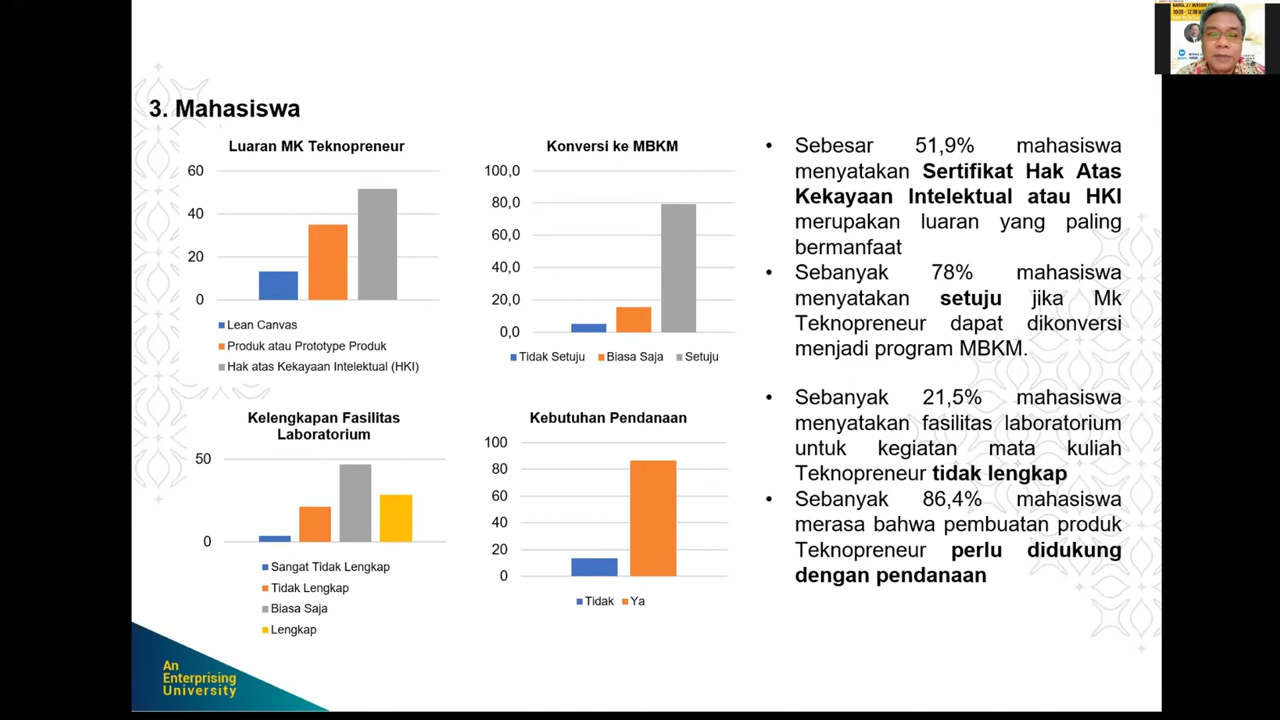 3. Mahasiswa
Luaran MK Teknopreneur
60
40
20
0
Lean Canvas
Produk atau Prototype Produk
Hak atas Kekayaan Intelektual (HKI)
Konversi ke MBKM
100,0
80,0
60,0
40,0
20,0
0,0
Tidak Setuju Biasa Saja Setuju
Kelengkapan Fasilitas
Laboratorium
50
0
Sangat Tidak Lengkap
Tidak Lengkap
Biasa Saja
Lengkap
Kebutuhan Pendanaan
100
80
60
40
20
0
Tidak Ya
• Sebesar 51,9% mahasiswa
menyatakan Sertifikat Hak Atas
Kekayaan Intelektual atau HKI
merupakan luaran yang paling
bermanfaat
• Sebanyak 78% mahasiswa
menyatakan setuju jika Mk
Teknopreneur dapat dikonversi
menjadi program MBKM.
• Sebanyak 21,5% mahasiswa
menyatakan fasilitas laboratorium
untuk kegiatan mata kuliah
Teknopreneur tidak lengkap
• Sebanyak 86,4% mahasiswa
merasa bahwa pembuatan produk
Teknopreneur perlu didukung
dengan pendanaan
An
Enterprising
University